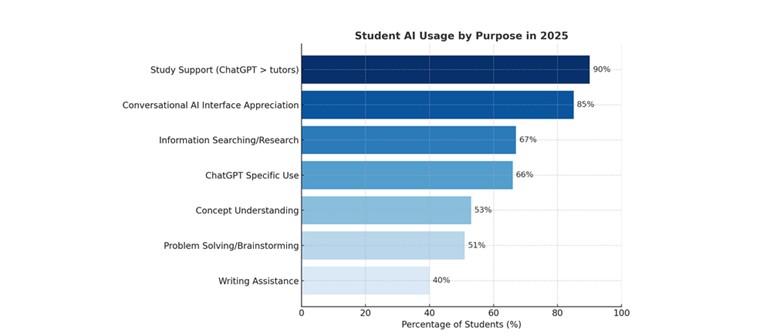 Student AI Usage by Purpose in 2025
Study Support (ChatGPT > tutors) 90%
Conversational AI Interface Appreciation 85%
Information Searching/Research 67%
ChatGPT Specific Use 66%
Concept Understanding 53%
Problem Solving/Brainstorming 51%
Writing Assistance 40%
0 20 40 60 80 100
Percentage of Students (%)